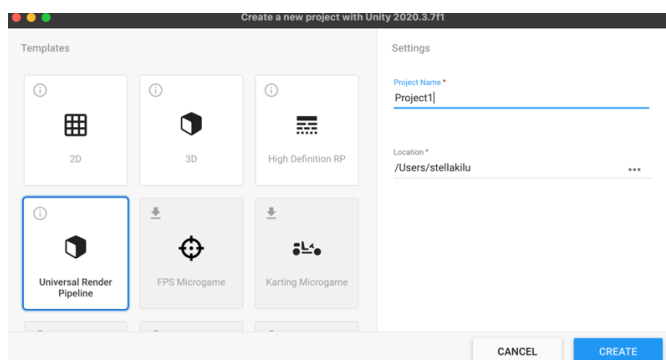 Create a new project with Unity 2020.3.7f1
Templates
Settings
2D
3D
High Definition RP
Universal Render
Pipeline
FPS Microgame
Karting Microgame
Project Name *
Project1
Location *
/Users/stellakilu
CANCEL
CREATE